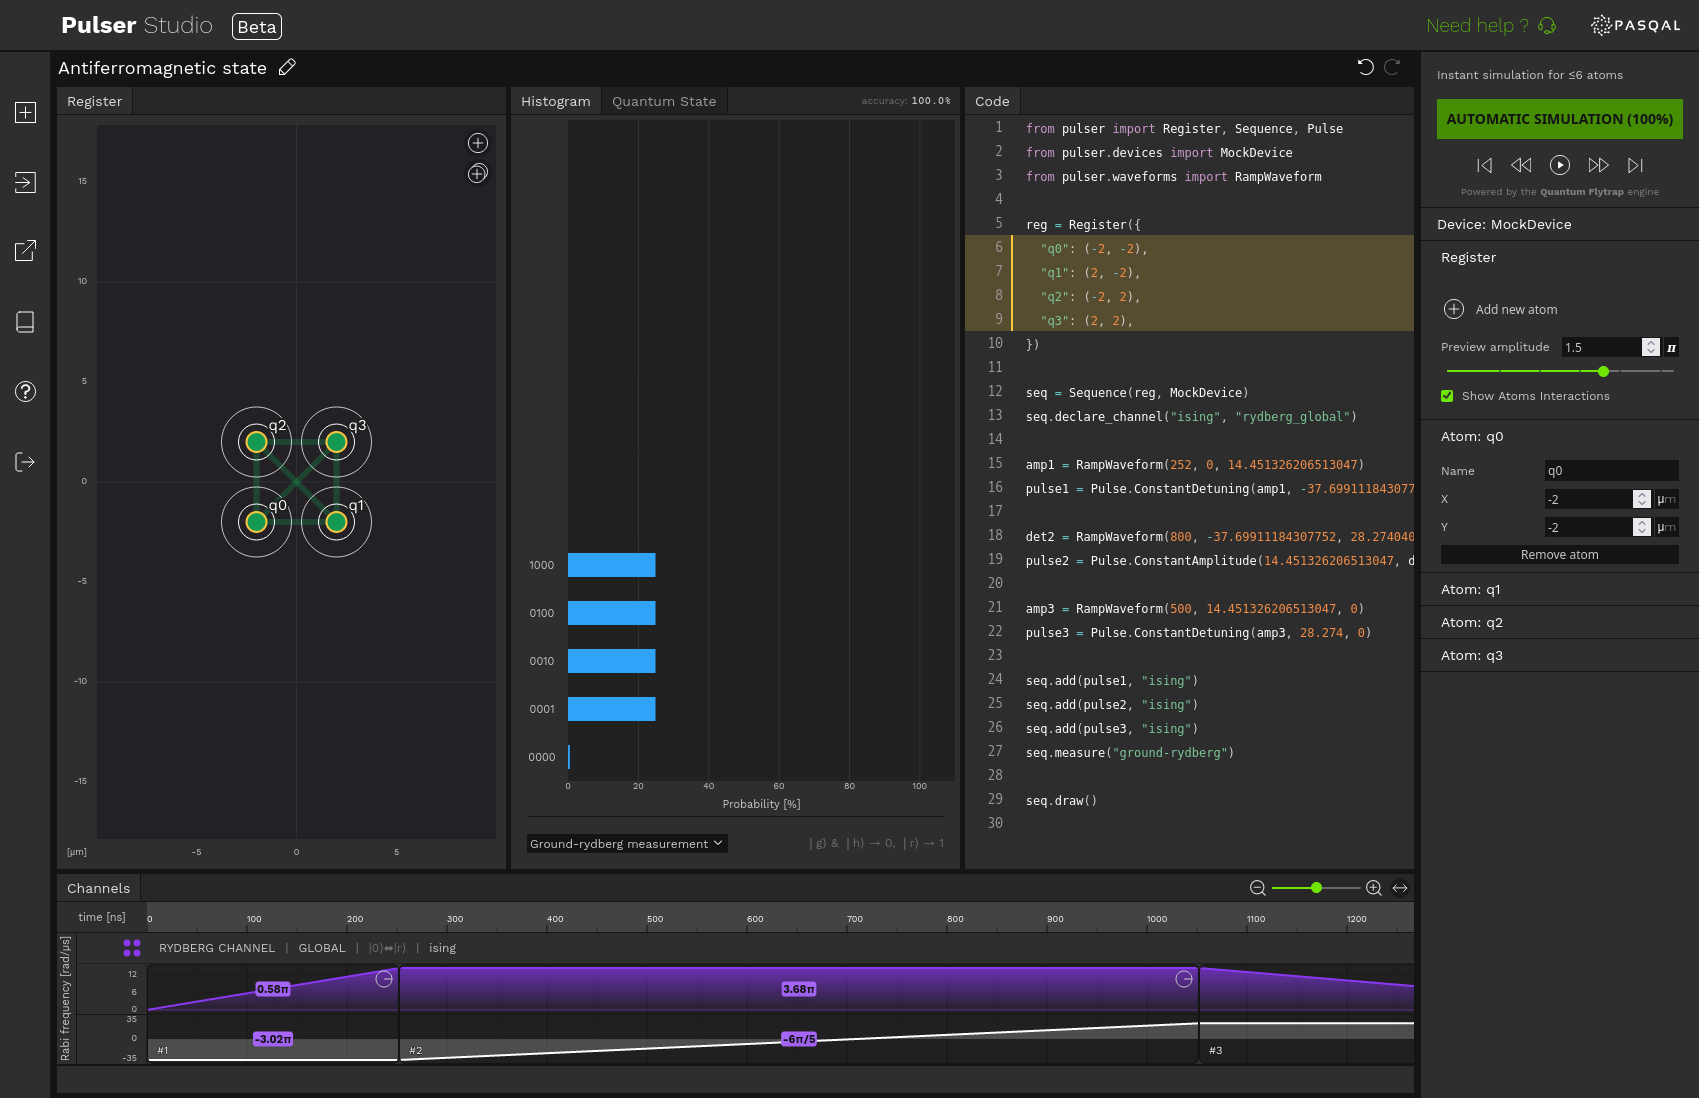 Pulser Studio Beta
Need help ?
PASQAL
Antiferromagnetic state
Register
15
10
5
0
-5
-10
-15
[µm]
-5 0 5
q2 q3
q0 q1
Histogram Quantum State accuracy: 100.0%
1000
0100
0010
0001
0000
0 20 40 60 80 100
Probability [%]
Ground-rydberg measurement
|g⟩ & |h⟩ → 0, |r⟩ → 1
Code
1 from pulser import Register, Sequence, Pulse
2 from pulser.devices import MockDevice
3 from pulser.waveforms import RampWaveform
4
5 reg = Register({
6 "q0": (-2, -2),
7 "q1": (2, -2),
8 "q2": (-2, 2),
9 "q3": (2, 2),
10 })
11
12 seq = Sequence(reg, MockDevice)
13 seq.declare_channel("ising", "rydberg_global")
14
15 amp1 = RampWaveform(252, 0, 14.451326206513047)
16 pulse1 = Pulse.ConstantDetuning(amp1, -37.699111843077
17
18 det2 = RampWaveform(800, -37.69911184307752, 28.274040
19 pulse2 = Pulse.ConstantAmplitude(14.451326206513047, d
20
21 amp3 = RampWaveform(500, 14.451326206513047, 0)
22 pulse3 = Pulse.ConstantDetuning(amp3, 28.274, 0)
23
24 seq.add(pulse1, "ising")
25 seq.add(pulse2, "ising")
26 seq.add(pulse3, "ising")
27 seq.measure("ground-rydberg")
28
29 seq.draw()
30
Instant simulation for ≤6 atoms
AUTOMATIC SIMULATION (100%)
Powered by the Quantum Flytrap engine
Device: MockDevice
Register
Add new atom
Preview amplitude 1.5 π
Show Atoms Interactions
Atom: q0
Name q0
X -2 µm
Y -2 µm
Remove atom
Atom: q1
Atom: q2
Atom: q3
Channels
time [ns] 0 100 200 300 400 500 600 700 800 900 1000 1100 1200
Rabi frequency [rad/µs]
RYDBERG CHANNEL | GLOBAL | |0⟩⬌|r⟩ | ising
12
6
0
0.58π 3.68π
35
0
-35
-3.02π -6π/5
#1 #2 #3